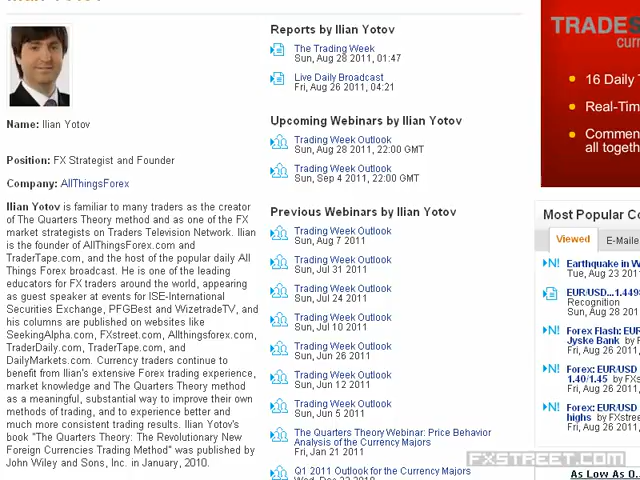 Name: Ilian Yotov
Position: FX Strategist and Founder
Company: AllThingsForex
Ilian Yotov is familiar to many traders as the creator
of The Quarters Theory method and as one of the FX
market strategists on Traders Television Network. Ilian
is the founder of AllThingsForex.com and
TraderTape.com, and the host of the popular daily All
Things Forex broadcast. He is one of the leading
educators for FX traders around the world, appearing
as guest speaker at events for ISE-International
Securities Exchange, PFGBest and WizetradeTV, and
his columns are published on websites like
SeekingAlpha.com, FXstreet.com, Allthingsforex.com,
TraderDaily.com, TraderTape.com, and
DailyMarkets.com. Currency traders continue to
benefit from Ilian's extensive Forex trading experience,
market knowledge and The Quarters Theory method
as a meaningful, substantial way to improve their own
methods of trading, and to experience better and
much more consistent trading results. Ilian Yotov's
book "The Quarters Theory: The Revolutionary New
Foreign Currencies Trading Method" was published by
John Wiley and Sons, Inc. in January, 2010.
Reports by Ilian Yotov
The Trading Week
Sun, Aug 28 2011, 01:47
Live Daily Broadcast
Fri, Aug 26 2011, 04:21
Upcoming Webinars by Ilian Yotov
Trading Week Outlook
Sun, Aug 28 2011, 22:00 GMT
Trading Week Outlook
Sun, Sep 4 2011, 22:00 GMT
Previous Webinars by Ilian Yotov
Trading Week Outlook
Sun, Aug 7 2011
Trading Week Outlook
Sun, Jul 31 2011
Trading Week Outlook
Sun, Jul 24 2011
Trading Week Outlook
Sun, Jul 10 2011
Trading Week Outlook
Sun, Jun 26 2011
Trading Week Outlook
Sun, Jun 12 2011
Trading Week Outlook
Sun, Jun 5 2011
The Quarters Theory Webinar: Price Behavior
Analysis of the Currency Majors
Fri, Jan 21 2011
Q1 2011 Outlook for the Currency Majors
TRADE
curr
16 Daily T
Real-Tim
Commen
all togeth
Most Popular Co
Viewed
E-Maile
N! Earthquake in W
Tue, Aug 23 201
EUR/USD...1.449
Recognition
Sun, Aug 28 201
N! Forex Flash: EUR
Jyske Bank by F
Fri, Aug 26 201
N! Forex: EUR/USD
1.40/1.45 by FXs
Fri, Aug 26 201
N! Forex: EUR/USD
highs by FXstree
Fri, Aug 26 201
FXSTREET.COM
As Low As 0.